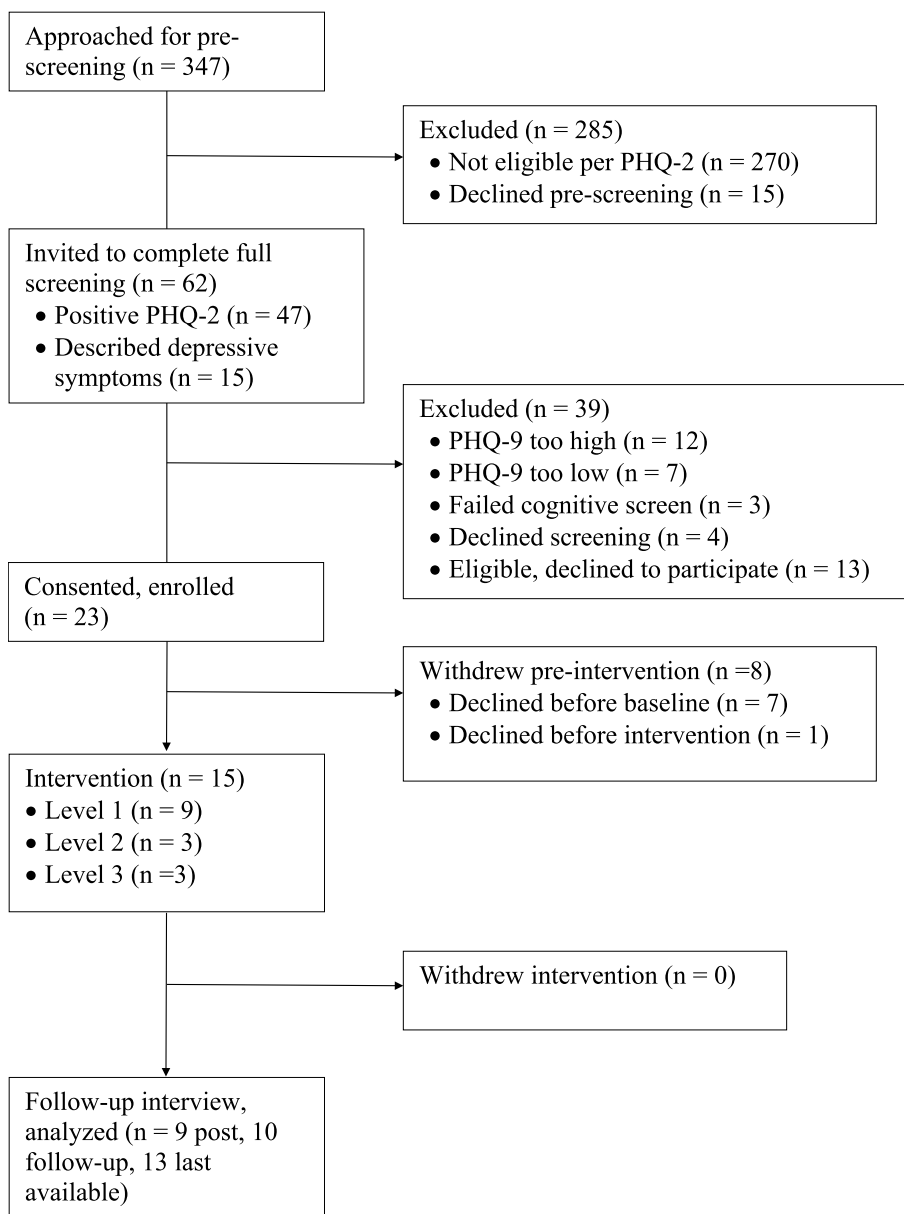 Approached for pre-
screening (n = 347)
Excluded (n = 285)
• Not eligible per PHQ-2 (n = 270)
• Declined pre-screening (n = 15)
Invited to complete full
screening (n = 62)
• Positive PHQ-2 (n = 47)
• Described depressive
symptoms (n = 15)
Excluded (n = 39)
• PHQ-9 too high (n = 12)
• PHQ-9 too low (n = 7)
• Failed cognitive screen (n = 3)
• Declined screening (n = 4)
• Eligible, declined to participate (n = 13)
Consented, enrolled
(n = 23)
Withdrew pre-intervention (n =8)
• Declined before baseline (n = 7)
• Declined before intervention (n = 1)
Intervention (n = 15)
• Level 1 (n = 9)
• Level 2 (n = 3)
• Level 3 (n =3)
Withdrew intervention (n = 0)
Follow-up interview,
analyzed (n = 9 post, 10
follow-up, 13 last
available)